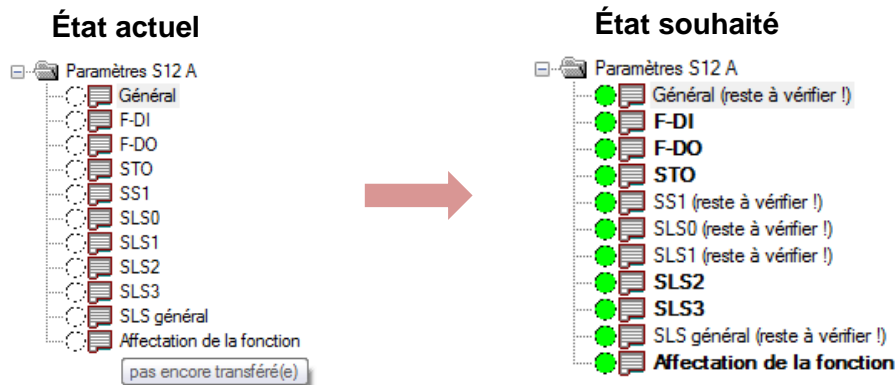 État actuel
Paramètres S12 A
Général
F-DI
F-DO
STO
SS1
SLS0
SLS1
SLS2
SLS3
SLS général
Affectation de la fonction
pas encore transféré(e)
État souhaité
Paramètres S12 A
Général (reste à vérifier !)
F-DI
F-DO
STO
SS1 (reste à vérifier !)
SLS0 (reste à vérifier !)
SLS1 (reste à vérifier !)
SLS2
SLS3
SLS général (reste à vérifier !)
Affectation de la fonction